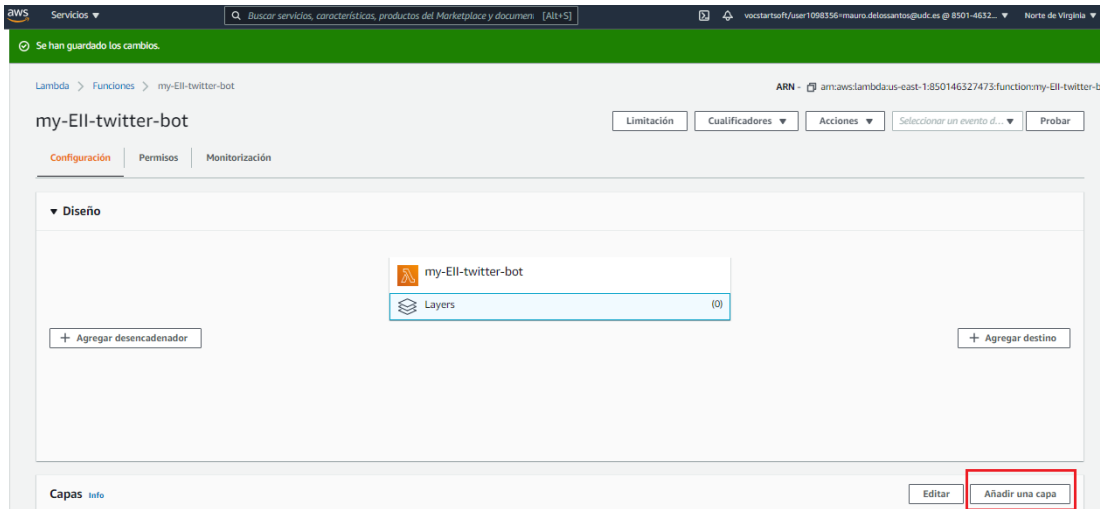 aws Servicios ▼ Buscar servicios, características, productos del Marketplace y documen [Alt+S] vocstartsoft/user1098356=mauro.delossantos@udc.es @ 8501-4632... ▼ Norte de Virginia ▼
Se han guardado los cambios.
Lambda > Funciones > my-EII-twitter-bot ARN - arn:aws:lambda:us-east-1:850146327473:function:my-EII-twitter-b
my-EII-twitter-bot Limitación Cualificadores ▼ Acciones ▼ Seleccionar un evento d... ▼ Probar
Configuración Permisos Monitorización
▼ Diseño
my-EII-twitter-bot
Layers (0)
+ Agregar desencadenador + Agregar destino
Capas Info Editar Añadir una capa